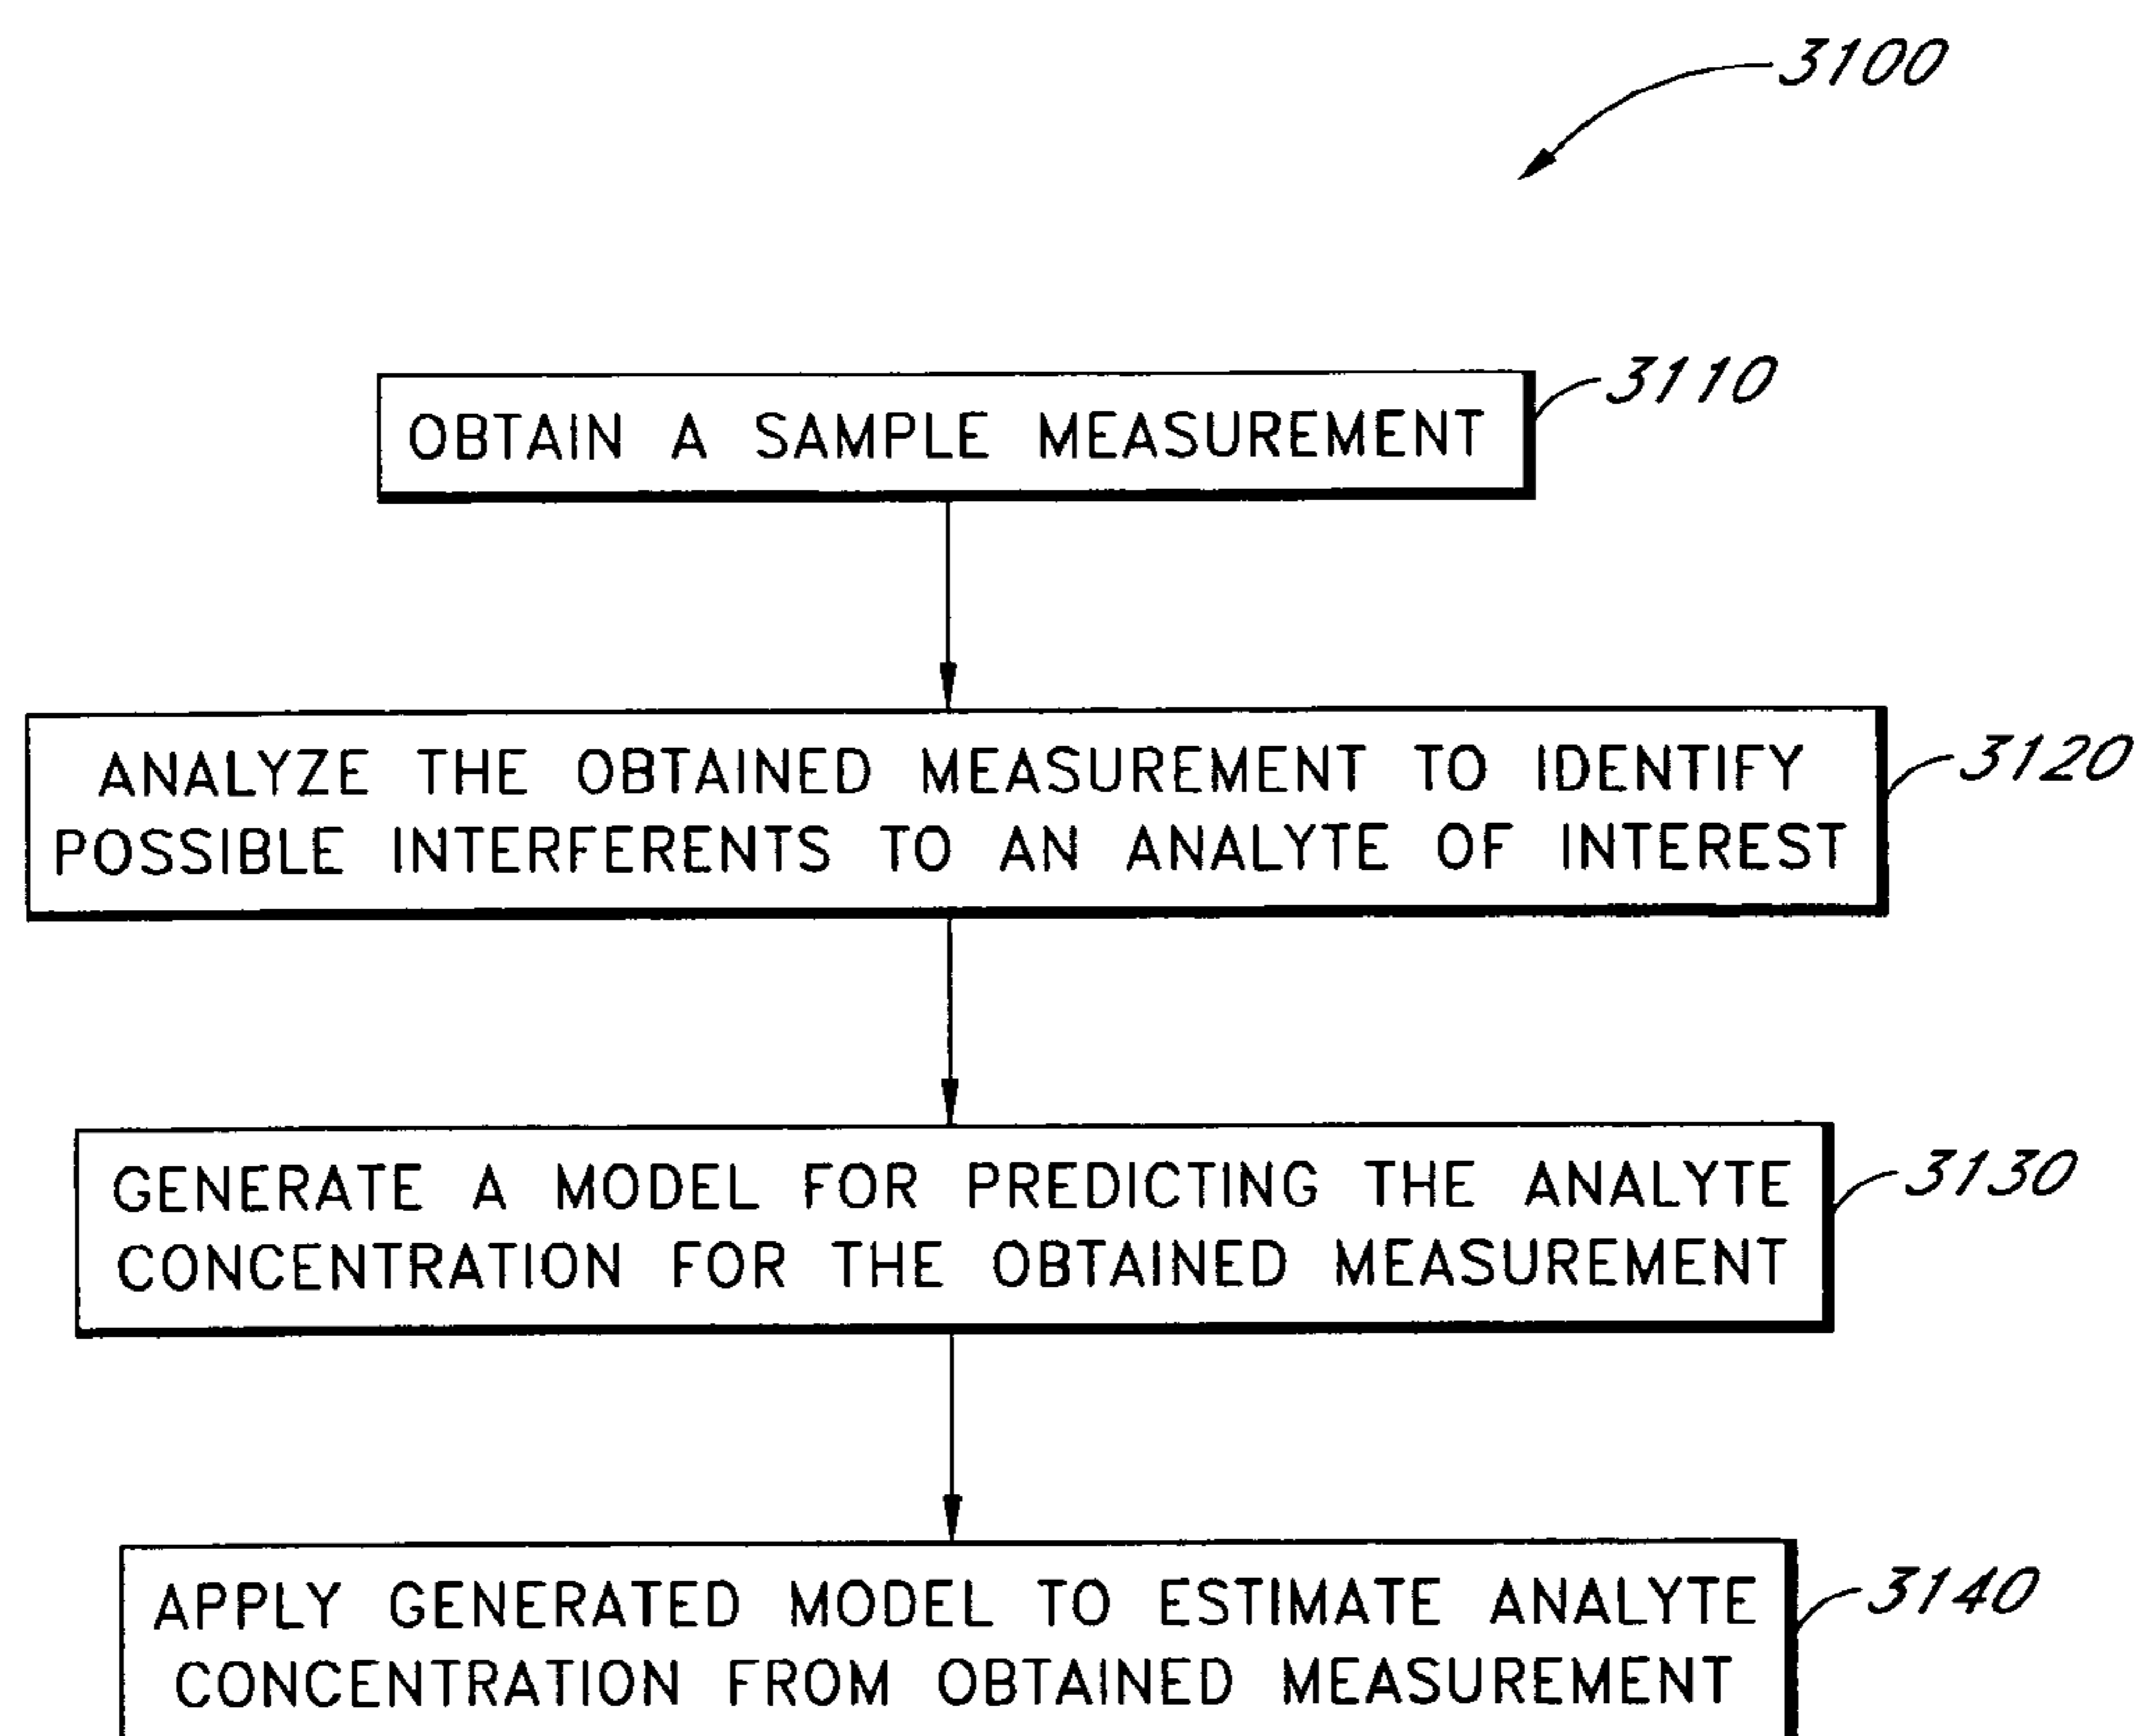 3100
OBTAIN A SAMPLE MEASUREMENT
3110
ANALYZE THE OBTAINED MEASUREMENT TO IDENTIFY
POSSIBLE INTERFERENTS TO AN ANALYTE OF INTEREST
3120
GENERATE A MODEL FOR PREDICTING THE ANALYTE
CONCENTRATION FOR THE OBTAINED MEASUREMENT
3130
APPLY GENERATED MODEL TO ESTIMATE ANALYTE
CONCENTRATION FROM OBTAINED MEASUREMENT
3140